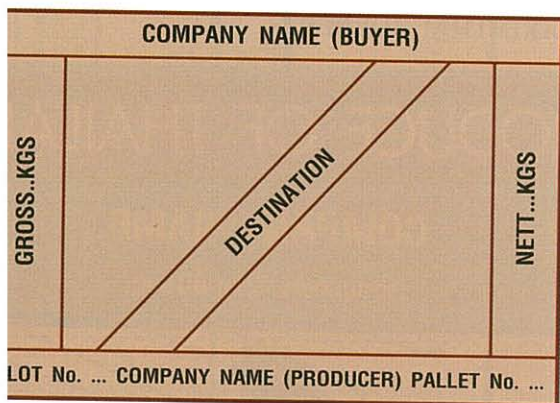 COMPANY NAME (BUYER)
GROSS..KGS
DESTINATION
NETT...KGS
LOT No. ... COMPANY NAME (PRODUCER) PALLET No. ...